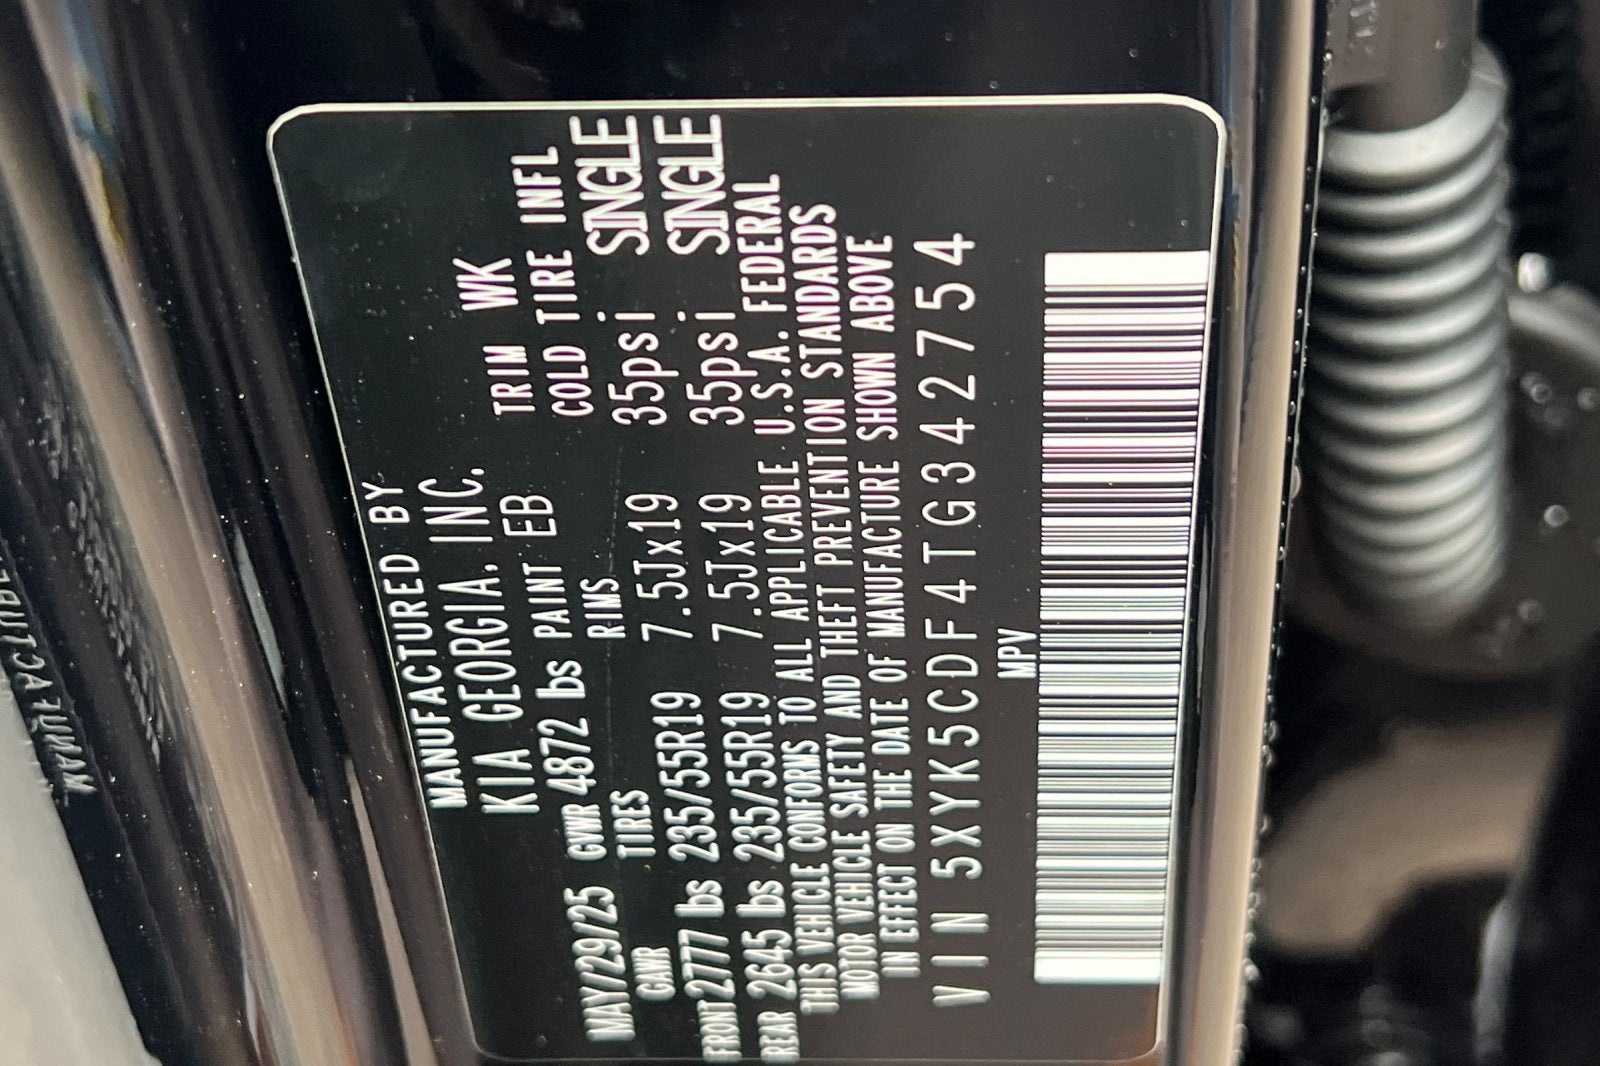 MANUFACTURED BY
KIA GEORGIA, INC.
MAY/29/25 GVWR 4872 lbs PAINT EB TRIM WK
GAWR TIRES RIMS COLD TIRE INFL
FRONT 2777 lbs 235/55R19 7.5Jx19 35psi SINGLE
REAR 2645 lbs 235/55R19 7.5Jx19 35psi SINGLE
THIS VEHICLE CONFORMS TO ALL APPLICABLE U.S.A. FEDERAL
MOTOR VEHICLE SAFETY AND THEFT PREVENTION STANDARDS
IN EFFECT ON THE DATE OF MANUFACTURE SHOWN ABOVE
VIN 5XYK5CDF4TG342754
MPV